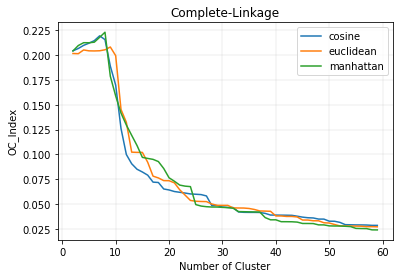 Complete-Linkage
cosine
euclidean
manhattan
0.225
0.200
0.175
0.150
0.125
0.100
0.075
0.050
0.025
OC_Index
0
10
20
30
40
50
60
Number of Cluster